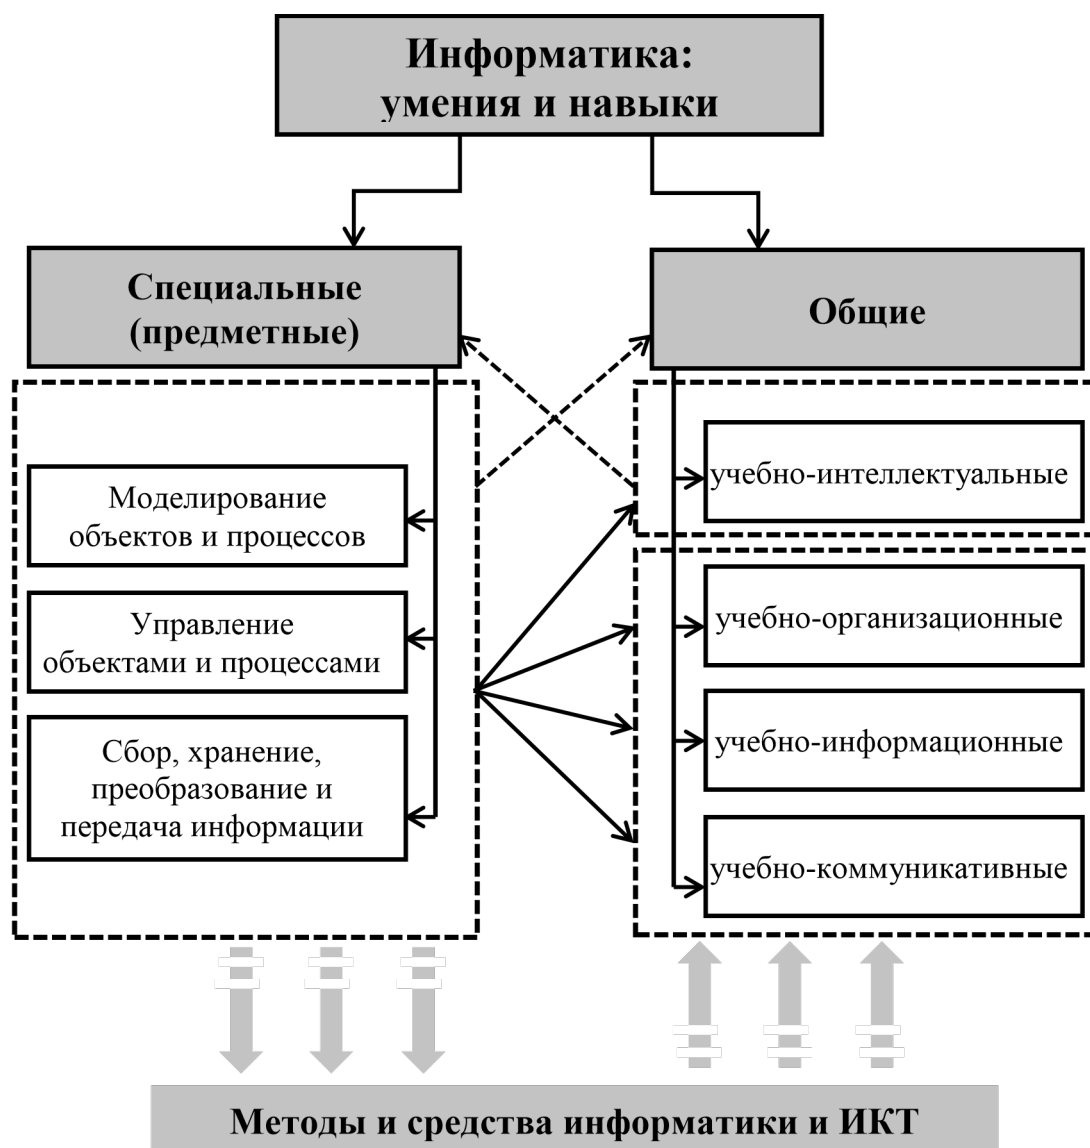 Информатика:
умения и навыки
Специальные
(предметные)
Общие
Моделирование
объектов и процессов
Управление
объектами и процессами
Сбор, хранение,
преобразование и
передача информации
учебно-интеллектуальные
учебно-организационные
учебно-информационные
учебно-коммуникативные
Методы и средства информатики и ИКТ